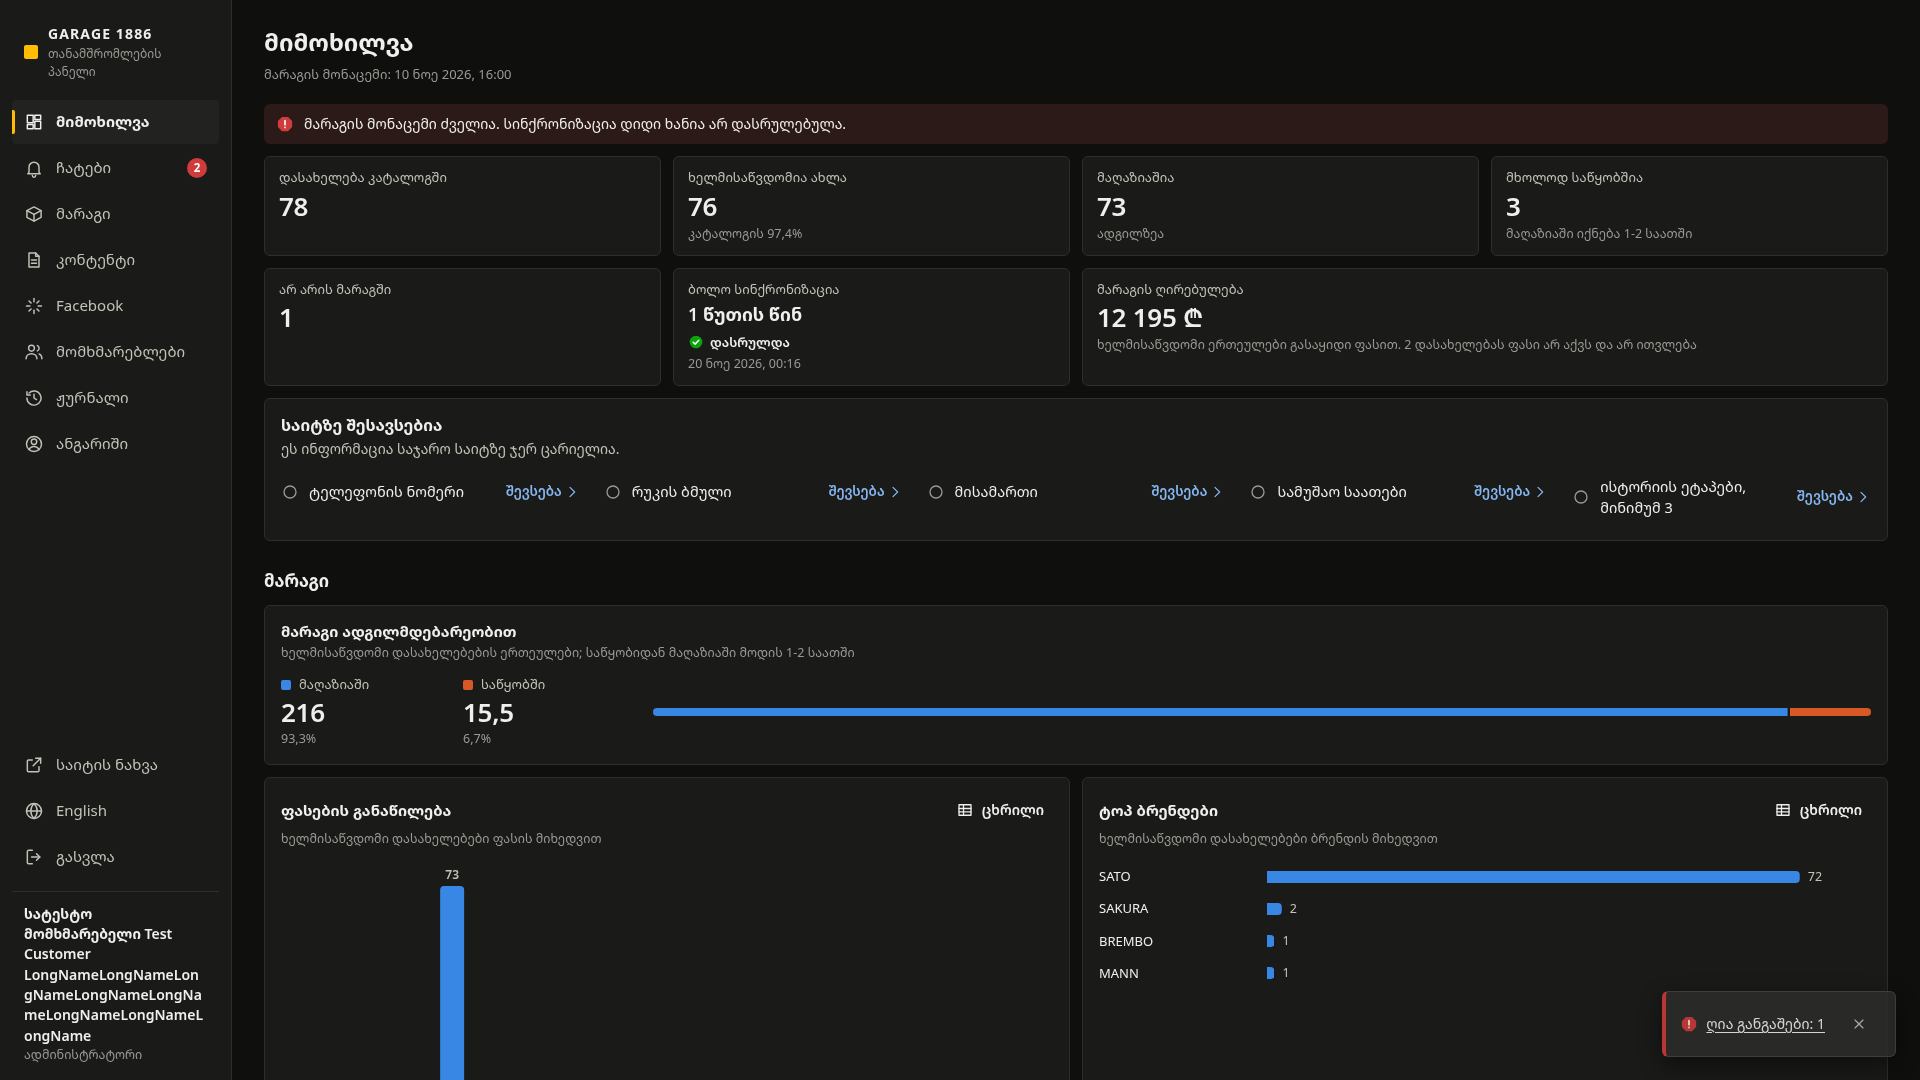 GARAGE 1886
თანამშრომლების
პანელი
მიმოხილვა
ჩატები
2
მარაგი
კონტენტი
Facebook
მომხმარებლები
ჟურნალი
ანგარიში
საიტის ნახვა
English
გასვლა
სატესტო
მომხმარებელი Test
Customer
LongNameLongNameLon
gNameLongNameLongNa
meLongNameLongNameL
ongName
ადმინისტრატორი
მიმოხილვა
მარაგის მონაცემი: 10 ნოე 2026, 16:00
მარაგის მონაცემი ძველია. სინქრონიზაცია დიდი ხანია არ დასრულებულა.
დასახელება კატალოგში
78
ხელმისაწვდომია ახლა
76
კატალოგის 97,4%
მაღაზიაშია
73
ადგილზეა
მხოლოდ საწყობშია
3
მაღაზიაში იქნება 1-2 საათში
არ არის მარაგში
1
ბოლო სინქრონიზაცია
1 წუთის წინ
დასრულდა
20 ნოე 2026, 00:16
მარაგის ღირებულება
12 195 ₾
ხელმისაწვდომი ერთეულები გასაყიდი ფასით. 2 დასახელებას ფასი არ აქვს და არ ითვლება
საიტზე შესავსებია
ეს ინფორმაცია საჯარო საიტზე ჯერ ცარიელია.
ტელეფონის ნომერი
შევსება
რუკის ბმული
შევსება
მისამართი
შევსება
სამუშაო საათები
შევსება
ისტორიის ეტაპები,
მინიმუმ 3
შევსება
მარაგი
მარაგი ადგილმდებარეობით
ხელმისაწვდომი დასახელებების ერთეულები; საწყობიდან მაღაზიაში მოდის 1-2 საათში
მაღაზიაში
216
93,3%
საწყობში
15,5
6,7%
ფასების განაწილება
ცხრილი
ხელმისაწვდომი დასახელებები ფასის მიხედვით
73
ტოპ ბრენდები
ცხრილი
ხელმისაწვდომი დასახელებები ბრენდის მიხედვით
SATO
72
SAKURA
2
BREMBO
1
MANN
1
ღია განგაშები: 1